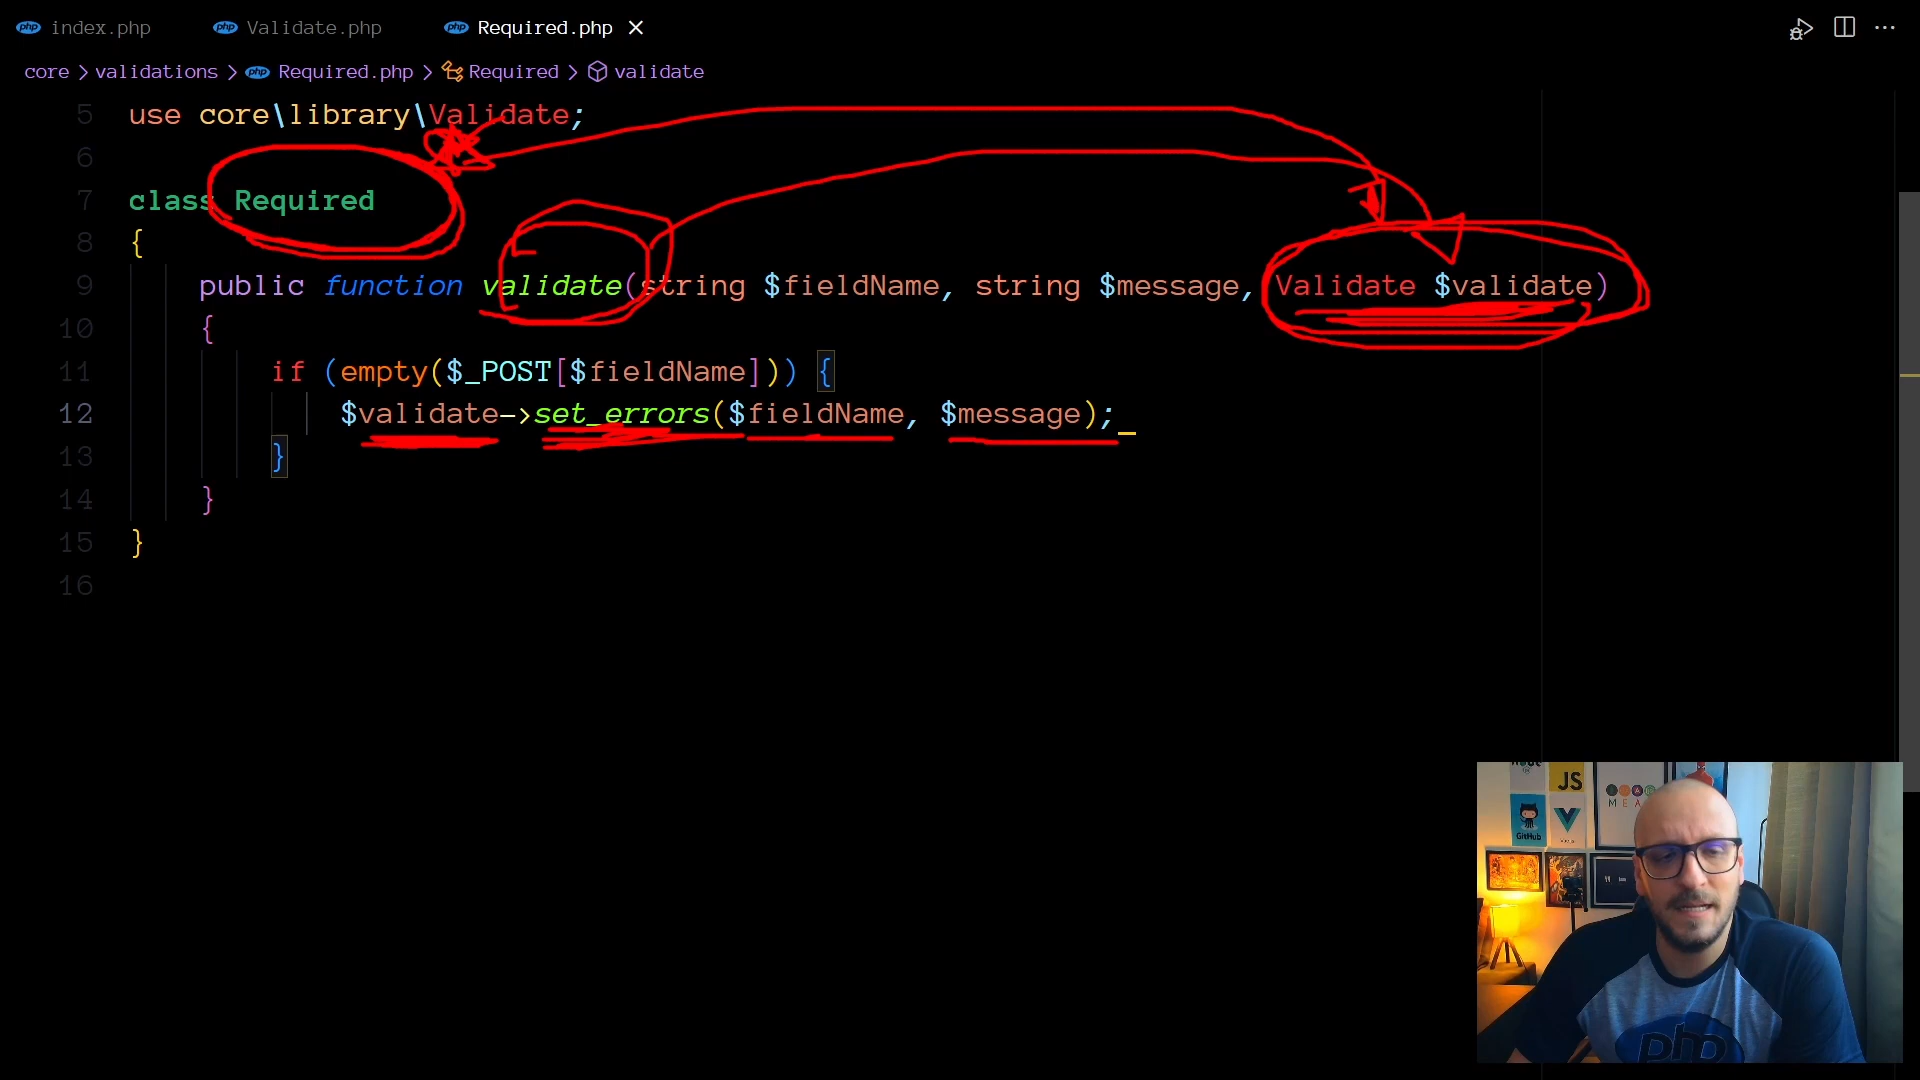 index.php Validate.php Required.php
core > validations > Required.php > Required > validate
5 use core\library\Validate;
6
7 class Required
8 {
9 public function validate(string $fieldName, string $message, Validate $validate)
10 {
11 if (empty($_POST[$fieldName])) {
12 $validate->set_errors($fieldName, $message);
13 }
14 }
15 }
16
JS
GitHub
php